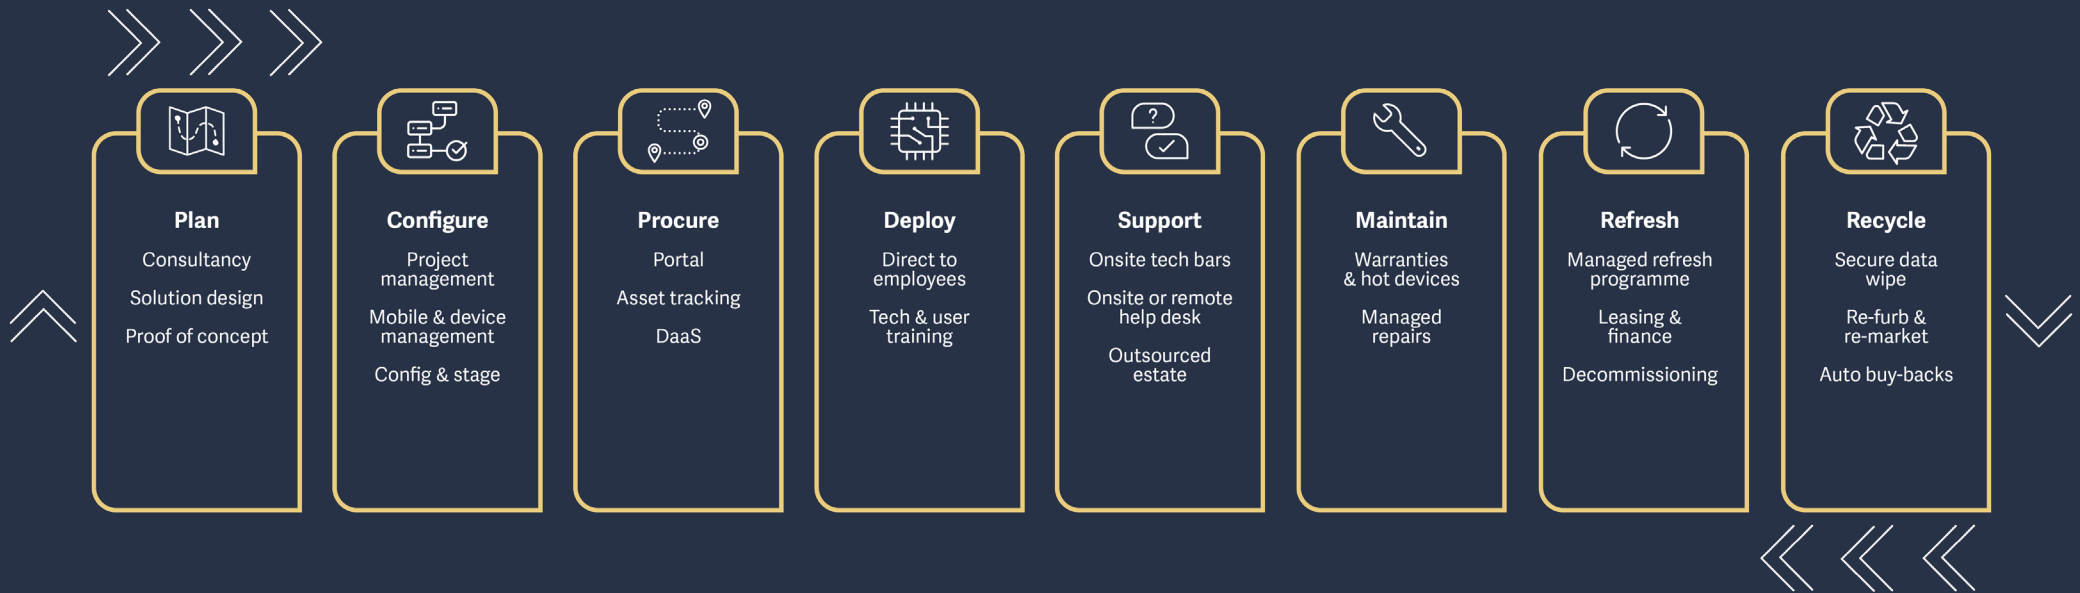 Plan
Consultancy
Solution design
Proof of concept
Configure
Project
management
Mobile & device
management
Config & stage
Procure
Portal
Asset tracking
DaaS
Deploy
Direct to
employees
Tech & user
training
Support
Onsite tech bars
Onsite or remote
help desk
Outsourced
estate
Maintain
Warranties
& hot devices
Managed
repairs
Refresh
Managed refresh
programme
Leasing &
finance
Decommissioning
Recycle
Secure data
wipe
Re-furb &
re-market
Auto buy-backs